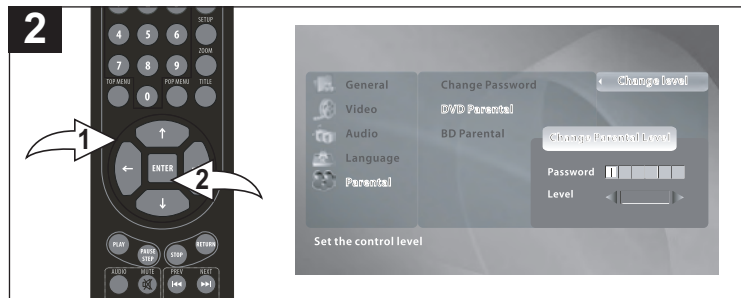 2
SETUP
4 5 6
ZOOM
7 8 9
TOP MENU POP MENU TITLE
0
1
ENTER
2
PLAY PAUSE STEP STOP RETURN
AUDIO MUTE PREV NEXT
General Change Password Change level
Video DVD Parental
Audio BD Parental Change Parental Level
Language
Parental
Password
Level
Set the control level